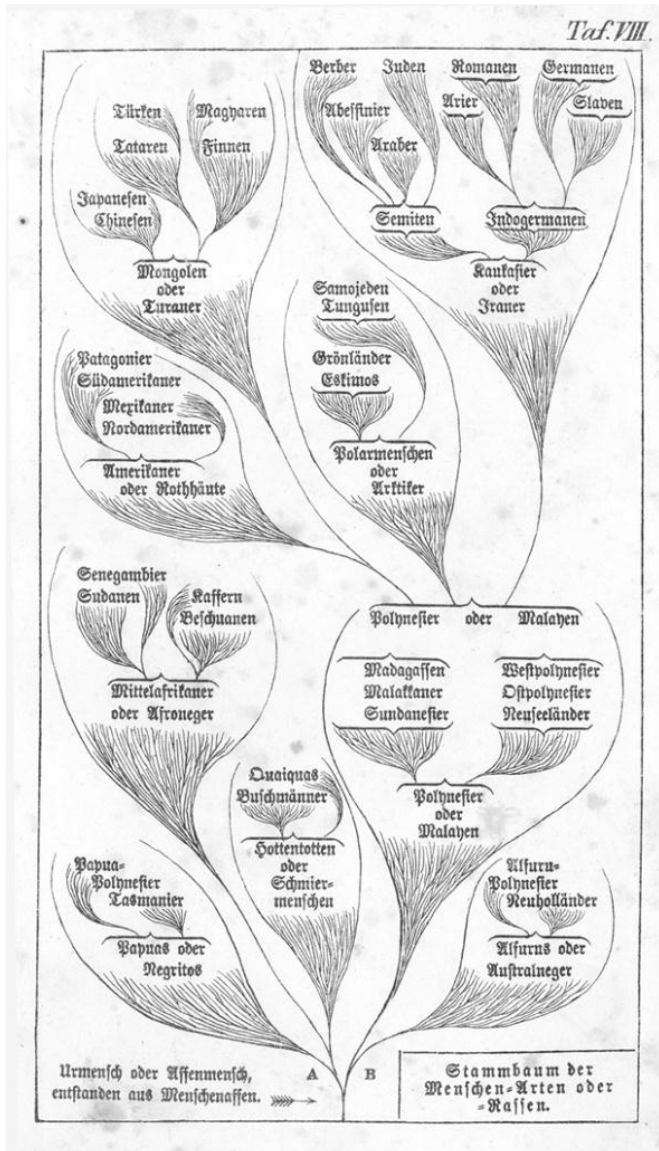 Taf. VIII.
Berber
Juden
Romanen
Germanen
Abessinier
Arier
Slaven
Araber
Semiten
Indogermanen
Kaukasier
oder
Iraner
Türken
Magyaren
Tataren
Finnen
Japanesen
Chinesen
Mongolen
oder
Turaner
Samojeden
Tungusen
Grönländer
Eskimos
Polarmenschen
oder
Arktiker
Patagonier
Südamerikaner
Mexikaner
Nordamerikaner
Amerikaner
oder Rothhäute
Senegambier
Sudanen
Kaffern
Beschuanen
Mittelafrikaner
oder Afroneger
Polynesier oder Malayen
Madagassen
Malakkaner
Sundanesier
Westpolynesier
Ostpolynesier
Neuseeländer
Polynesier
oder
Malayen
Quaiquas
Buschmänner
Hottentotten
oder
Schmier-
menschen
Papua-
Polynesier
Tasmanier
Papuas oder
Negritos
Alfuru-
Polynesier
Neuholländer
Alfurus oder
Australneger
A
B
Urmensch oder Affenmensch,
entstanden aus Menschenaffen.
Stammbaum der
Menschen-Arten oder
-Rassen.